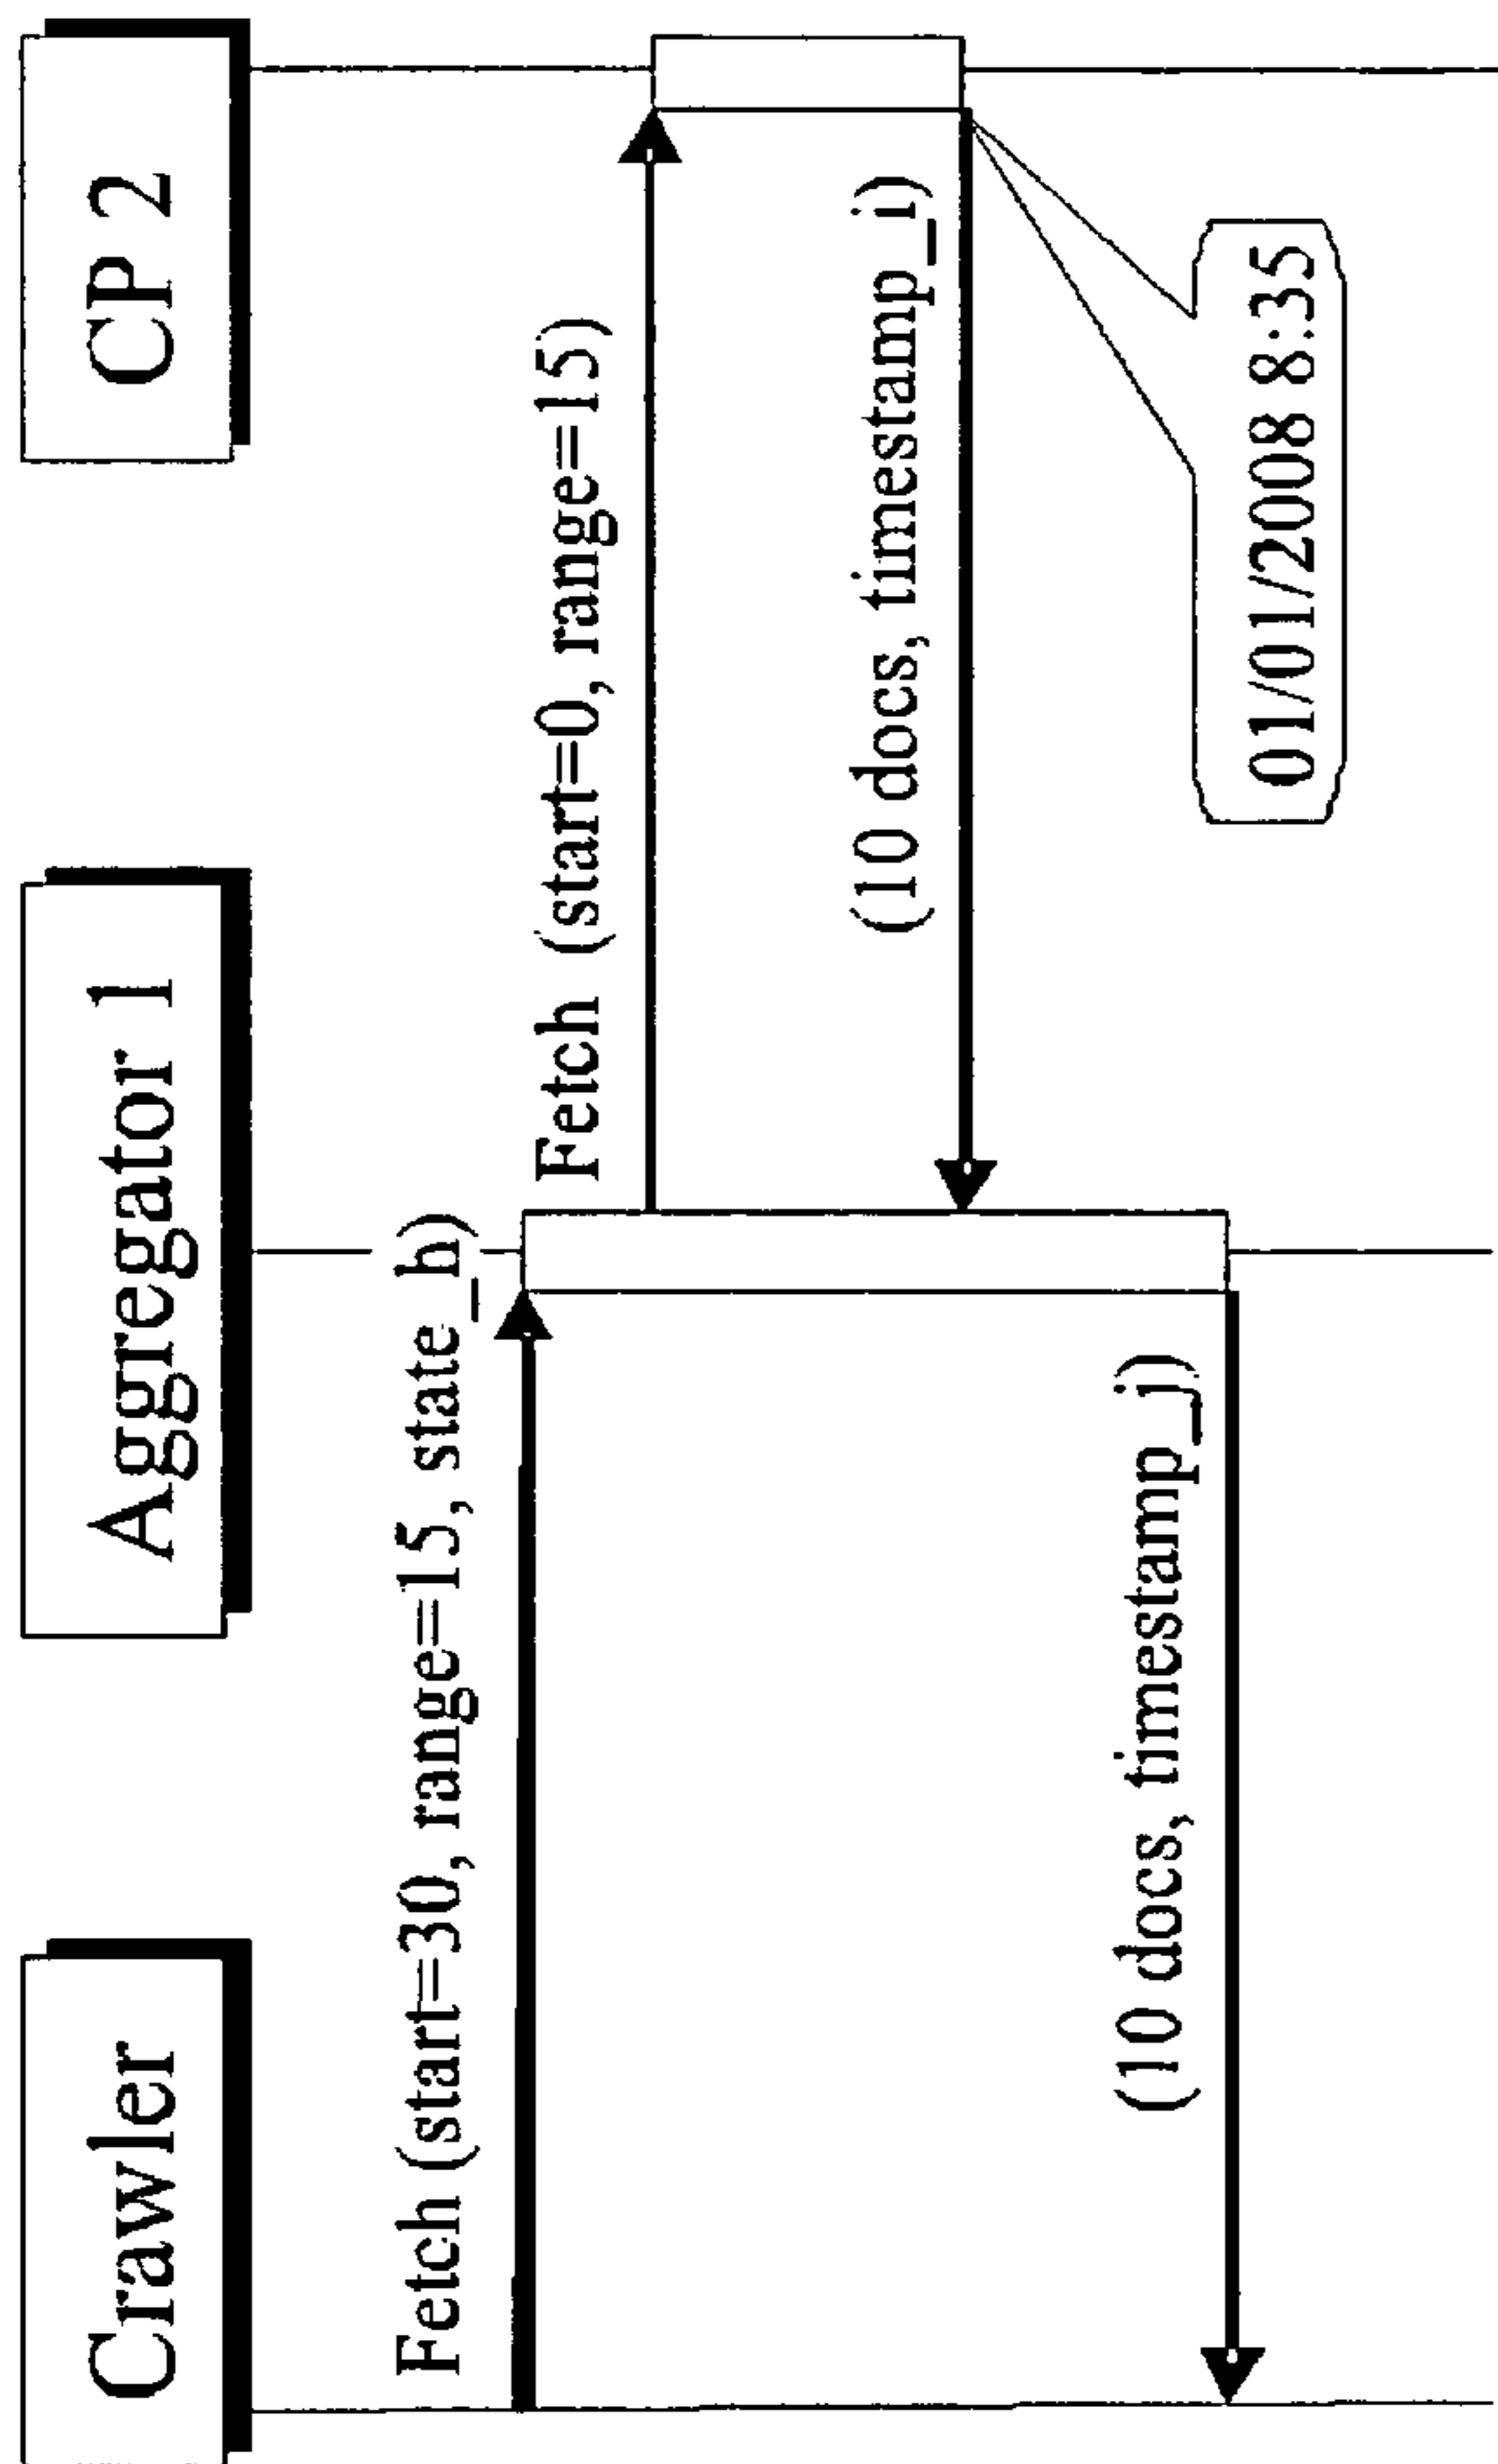 Crawler
Aggregator 1
CP 2
Fetch (start=30, range=15, state_h)
Fetch (start=0, range=15)
(10 docs, timestamp_i)
(10 docs, timestamp_j)
01/01/2008 8:35